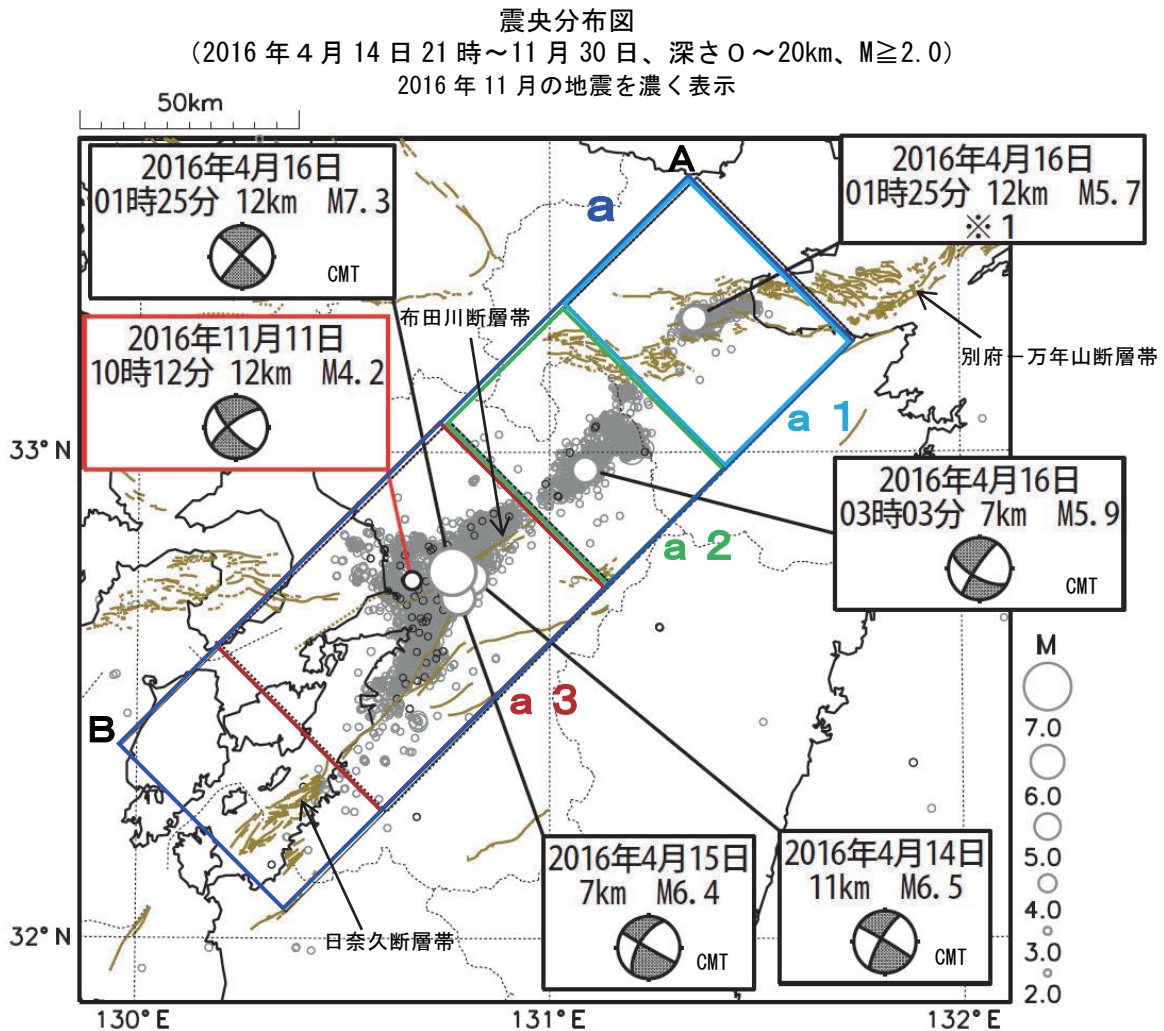 震央分布図
(2016年4月14日21時~11月30日、深さ0~20km、M≧2.0)
2016年11月の地震を濃く表示
50km
2016年4月16日
01時25分 12km M7.3
CMT
A
a
2016年4月16日
01時25分 12km M5.7
※1
2016年11月11日
10時12分 12km M4.2
布田川断層帯
別府-万年山断層帯
a 1
33°N
2016年4月16日
03時03分 7km M5.9
CMT
a 2
a 3
B
M
7.0
6.0
5.0
4.0
3.0
2.0
2016年4月15日
7km M6.4
CMT
2016年4月14日
11km M6.5
CMT
日奈久断層帯
32°N
130°E
131°E
132°E